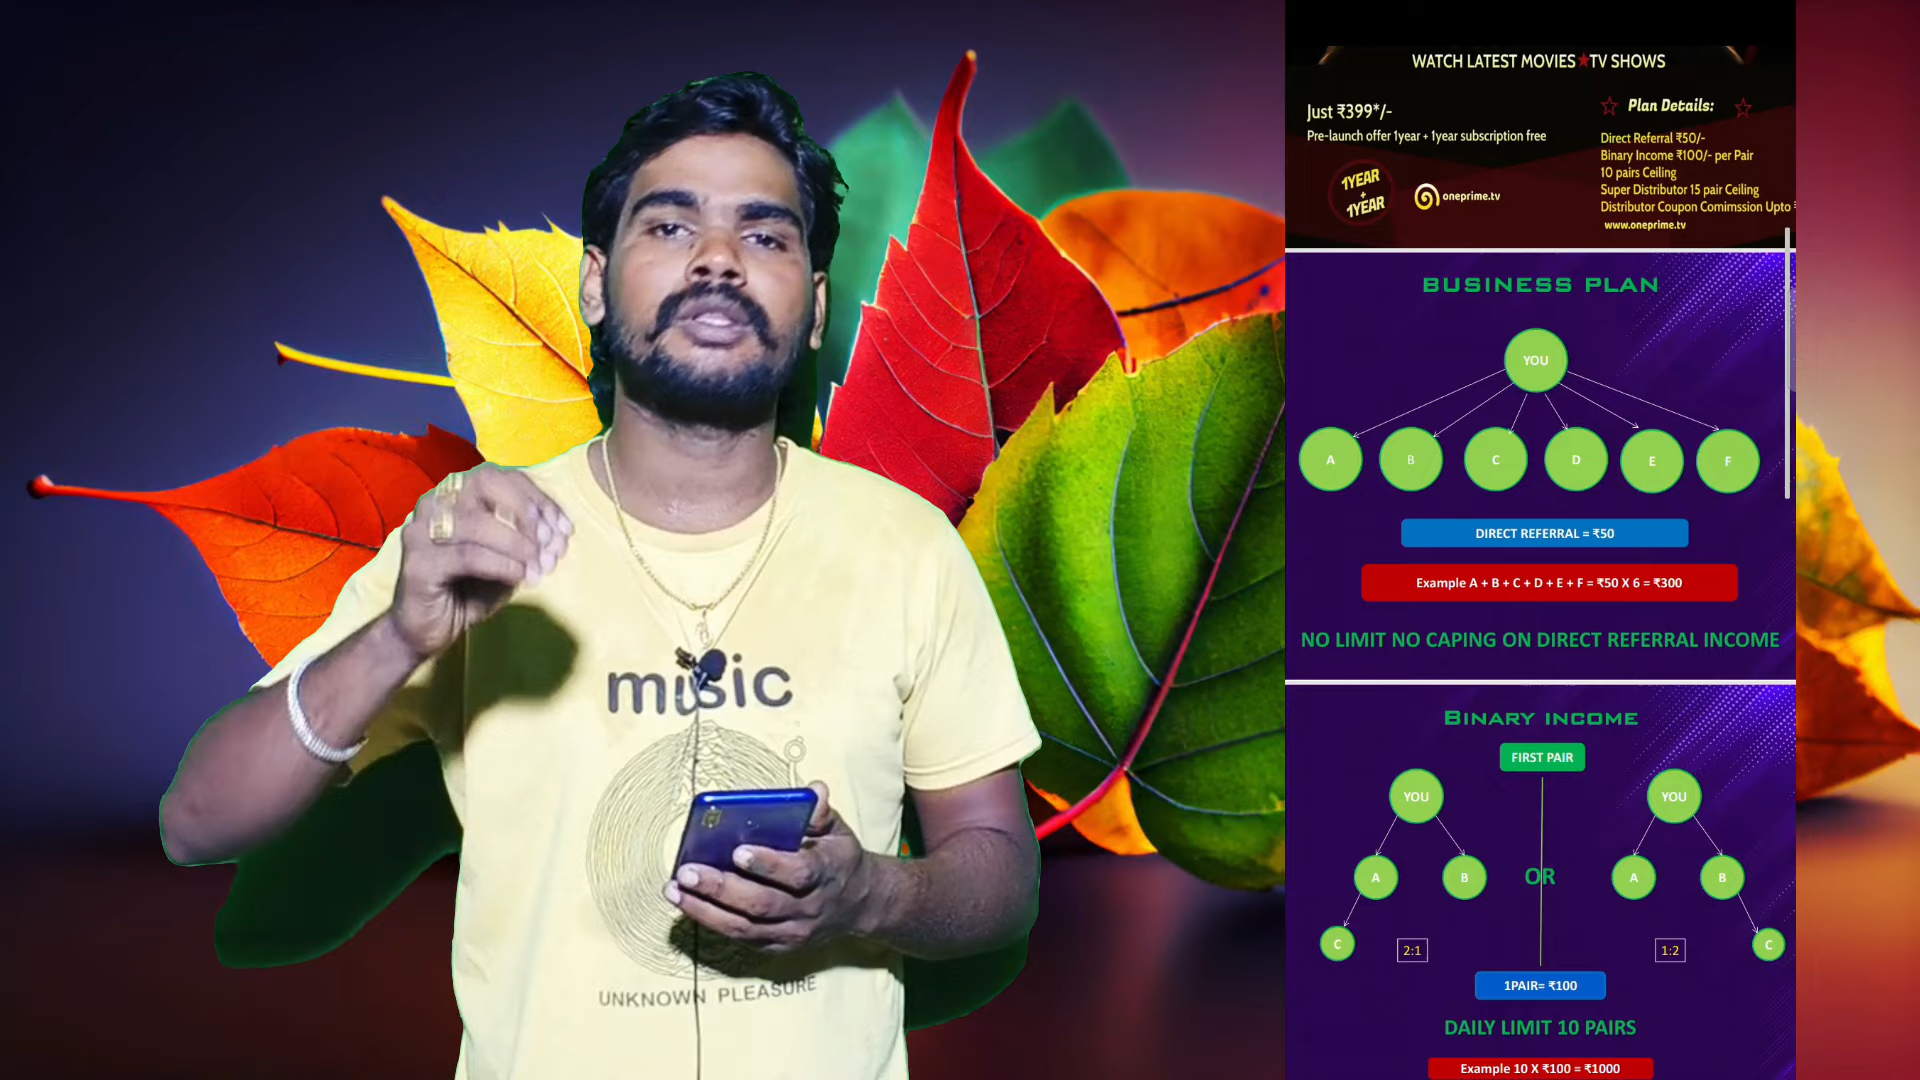 WATCH LATEST MOVIES★TV SHOWS
Just ₹399*/-
Pre-launch offer 1year + 1year subscription free
1YEAR
+
1YEAR
oneprime.tv
Plan Details:
Direct Referral ₹50/-
Binary Income ₹100/- per Pair
10 pairs Ceiling
Super Distributor 15 pair Ceiling
Distributor Coupon Comimssion Upto
www.oneprime.tv
BUSINESS PLAN
YOU
A B C D E F
DIRECT REFERRAL = ₹50
Example A + B + C + D + E + F = ₹50 X 6 = ₹300
NO LIMIT NO CAPING ON DIRECT REFERRAL INCOME
BINARY INCOME
FIRST PAIR
YOU YOU
A B OR A B
C 2:1 1:2 C
1PAIR= ₹100
DAILY LIMIT 10 PAIRS
Example 10 X ₹100 = ₹1000
music
UNKNOWN PLEASURE